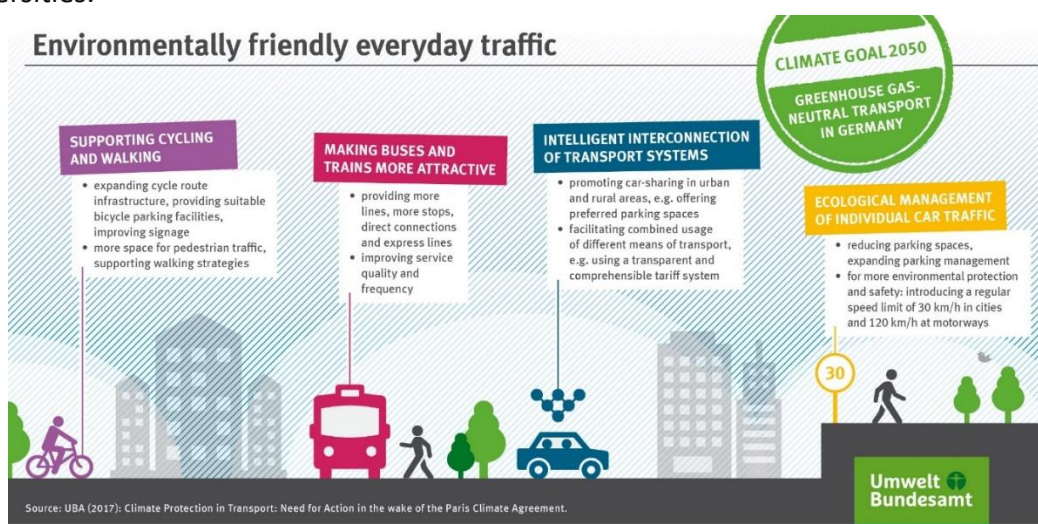 Environmentally friendly everyday traffic
CLIMATE GOAL 2050
GREENHOUSE GAS-
NEUTRAL TRANSPORT
IN GERMANY
SUPPORTING CYCLING
AND WALKING
• expanding cycle route
infrastructure, providing suitable
bicycle parking facilities,
improving signage
• more space for pedestrian traffic,
supporting walking strategies
MAKING BUSES AND
TRAINS MORE ATTRACTIVE
• providing more
lines, more stops,
direct connections
and express lines
• improving service
quality and
frequency
INTELLIGENT INTERCONNECTION
OF TRANSPORT SYSTEMS
• promoting car-sharing in urban
and rural areas, e.g. offering
preferred parking spaces
• facilitating combined usage
of different means of transport,
e.g. using a transparent and
comprehensible tariff system
ECOLOGICAL MANAGEMENT
OF INDIVIDUAL CAR TRAFFIC
• reducing parking spaces,
expanding parking management
• for more environmental protection
and safety: introducing a regular
speed limit of 30 km/h in cities
and 120 km/h at motorways
30
Umwelt
Bundesamt
Source: UBA (2017): Climate Protection in Transport: Need for Action in the wake of the Paris Climate Agreement.